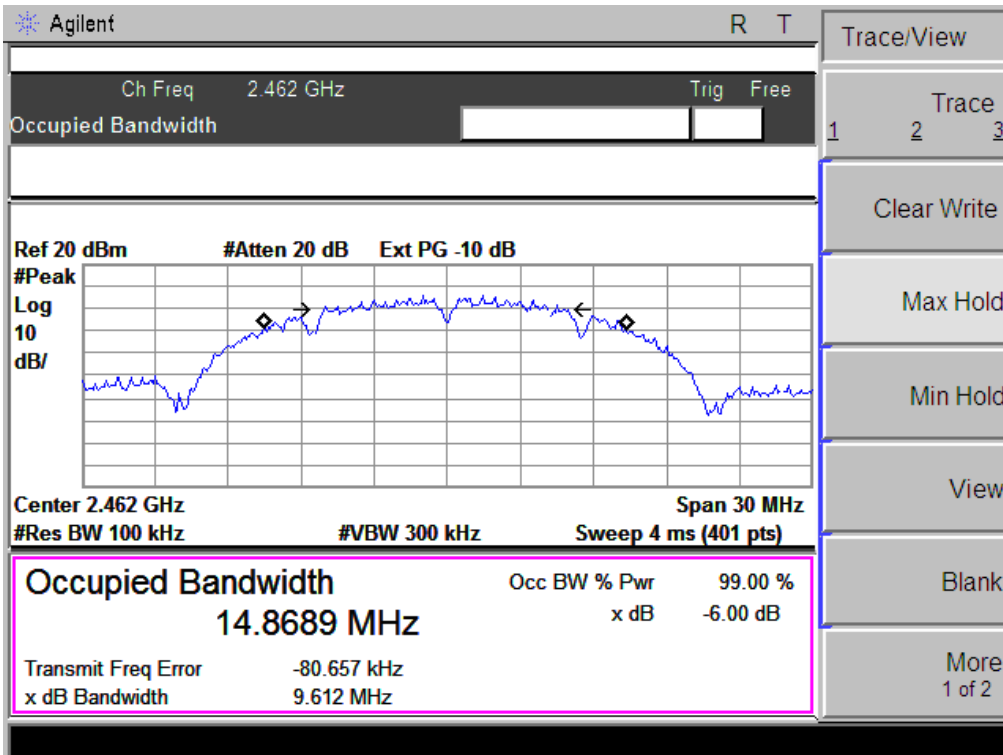 Agilent R T
Trace/View
Ch Freq 2.462 GHz Trig Free
Occupied Bandwidth
Trace
1 2 3
Clear Write
Ref 20 dBm #Atten 20 dB Ext PG -10 dB
#Peak
Log
10
dB/
Max Hold
Min Hold
View
Center 2.462 GHz Span 30 MHz
#Res BW 100 kHz #VBW 300 kHz Sweep 4 ms (401 pts)
Occupied Bandwidth Occ BW % Pwr 99.00 %
14.8689 MHz x dB -6.00 dB
Transmit Freq Error -80.657 kHz
x dB Bandwidth 9.612 MHz
Blank
More
1 of 2